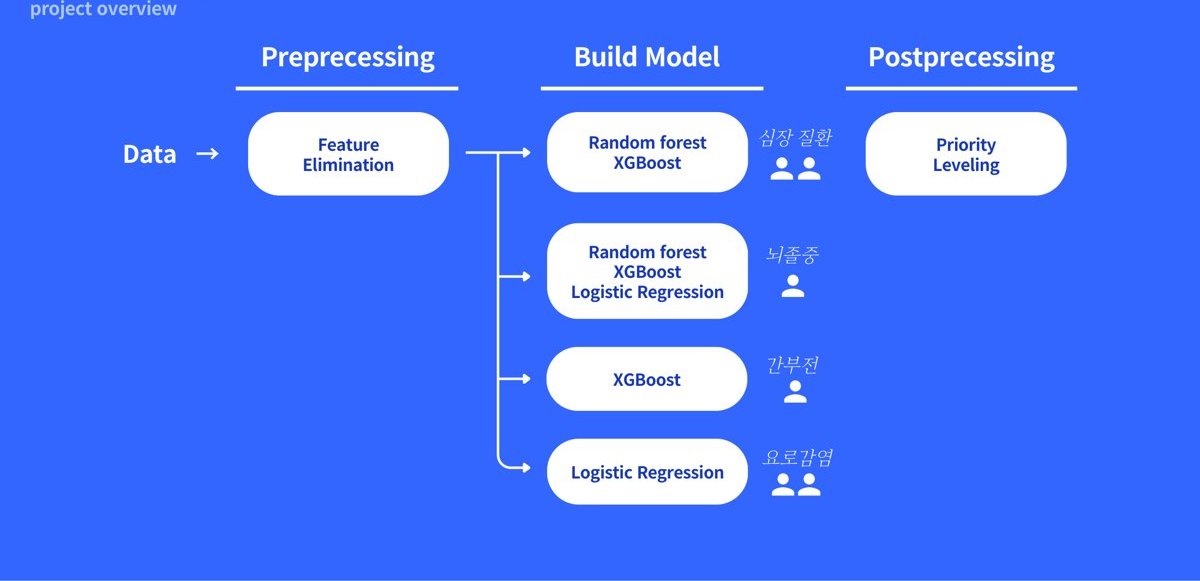 project overview
Preprecessing
Build Model
Postprecessing
Data →
Feature
Elimination
Random forest
XGBoost
심장 질환
Priority
Leveling
Random forest
XGBoost
Logistic Regression
뇌졸중
XGBoost
간부전
Logistic Regression
요로감염